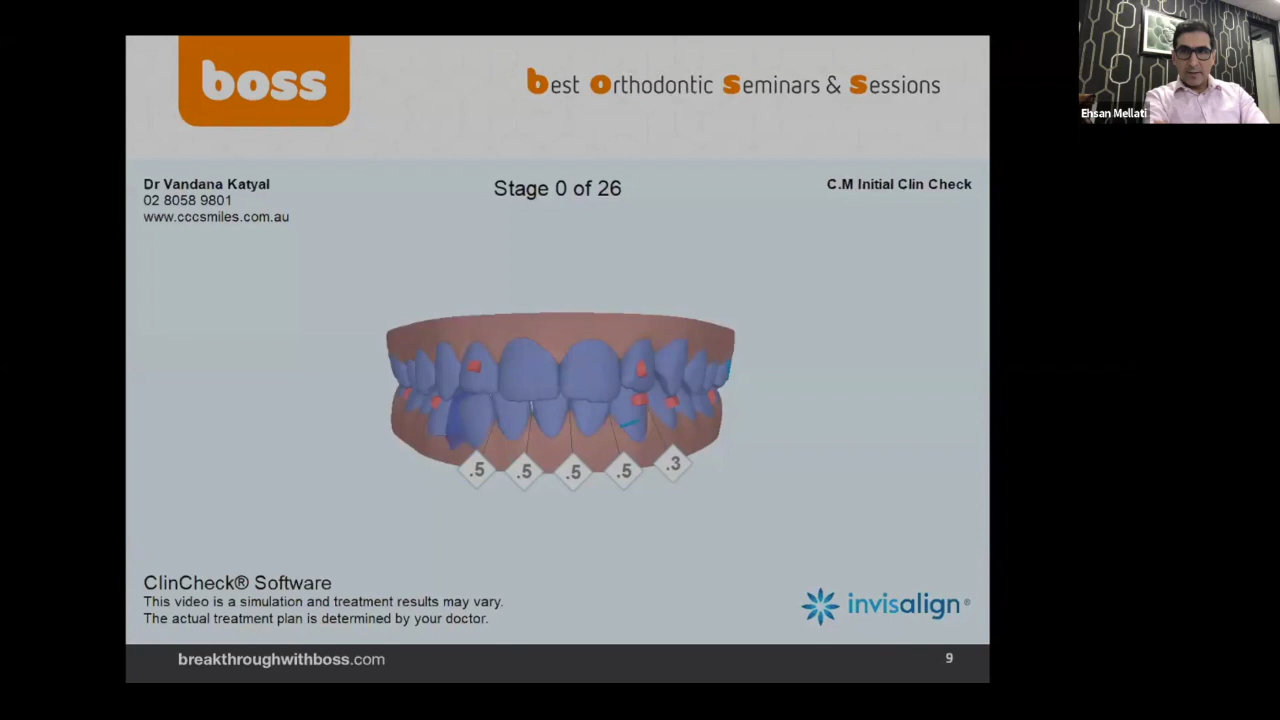 boss
best orthodontic seminars & sessions
Ehsan Mellati
Dr Vandana Katyal
02 8058 9801
www.cccsmiles.com.au
Stage 0 of 26
C.M Initial Clin Check
.5
.5
.5
.5
.3
ClinCheck® Software
This video is a simulation and treatment results may vary.
The actual treatment plan is determined by your doctor.
invisalign®
breakthroughwithboss.com
9